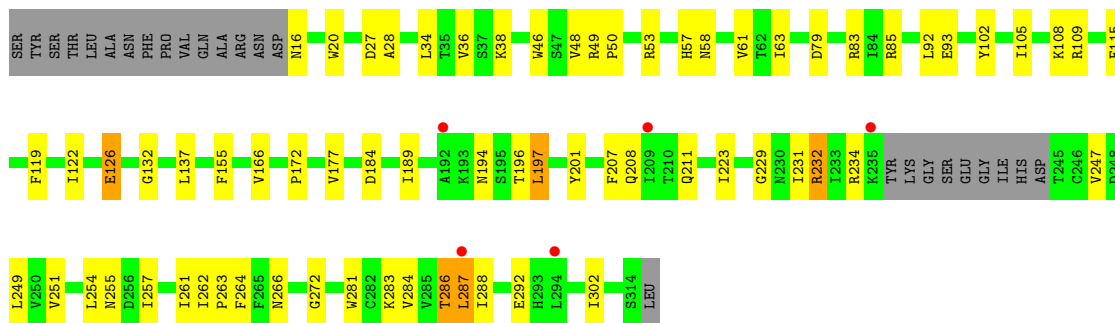 SER TYR SER SER THR LEU ALA ASN PHE PRO VAL GLN ALA ARG ASN ASP N16 W20 D27 A28 L34 T35 V36 S37 K38 W46 S47 V48 R49 P50 R53 H57 N58 V61 T62 I63 D79 R83 I84 R85 L92 E93 Y102 I105 K108 R109
F119 I122 E126 G132 L137 F155 V166 P172 V177 D184 I189 A192 K193 N194 S195 T196 L197 Y201 F207 Q208 I209 T210 Q211 I223 G229 N230 I231 R232 I233 R234 K235 TYR LYS GLY SER GLU GLY ILE HIS ASP T245 C246 V247 D248
L249 V250 V251 L254 N255 D256 I257 I261 I262 P263 F264 F265 N266 G272 W281 C282 K283 V284 V285 T286 L287 I288 E292 H293 L294 I302 S314 LEU